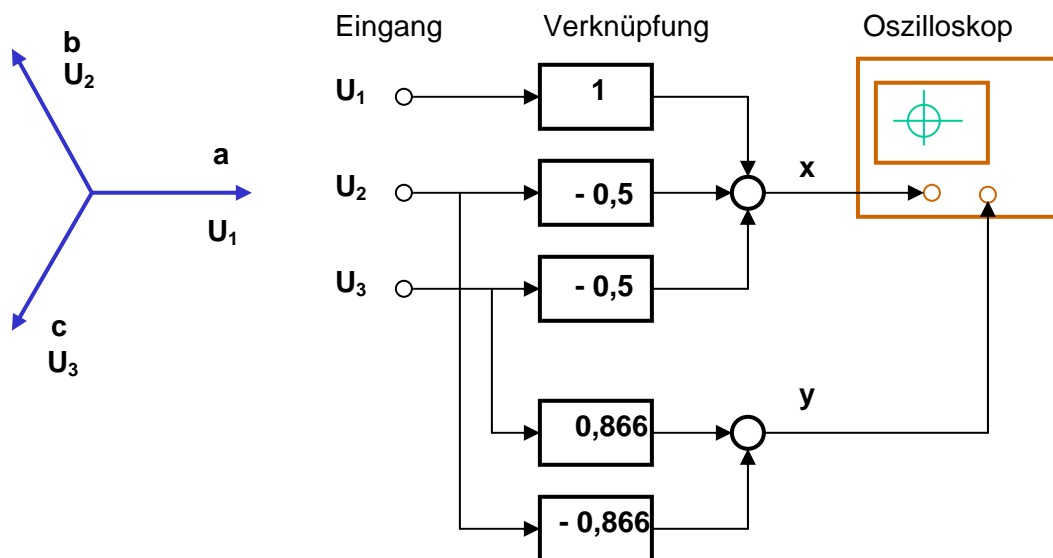 Eingang Verknüpfung Oszilloskop
b
U₂
a
U₁
c
U₃
U₁ 1
U₂ - 0,5 x
U₃ - 0,5
0,866 y
- 0,866